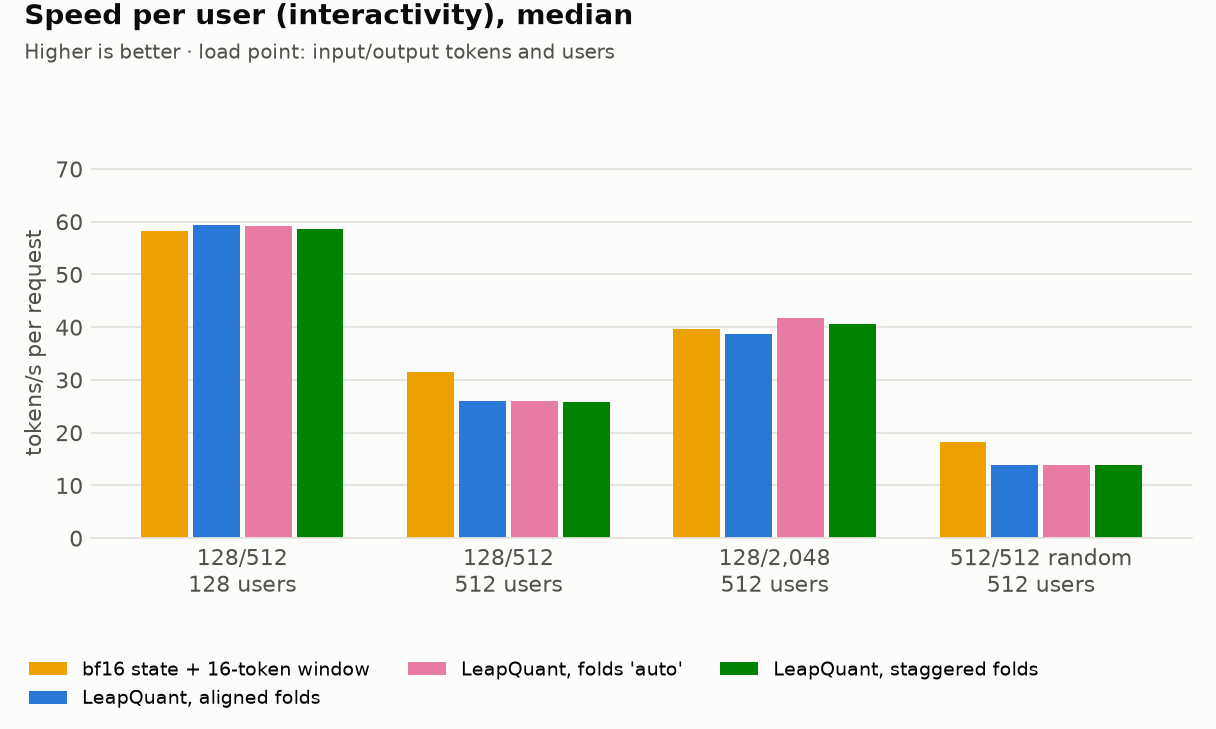 Speed per user (interactivity), median
Higher is better · load point: input/output tokens and users
tokens/s per request
70
60
50
40
30
20
10
0
128/512
128 users
128/512
512 users
128/2,048
512 users
512/512 random
512 users
bf16 state + 16-token window
LeapQuant, folds 'auto'
LeapQuant, staggered folds
LeapQuant, aligned folds